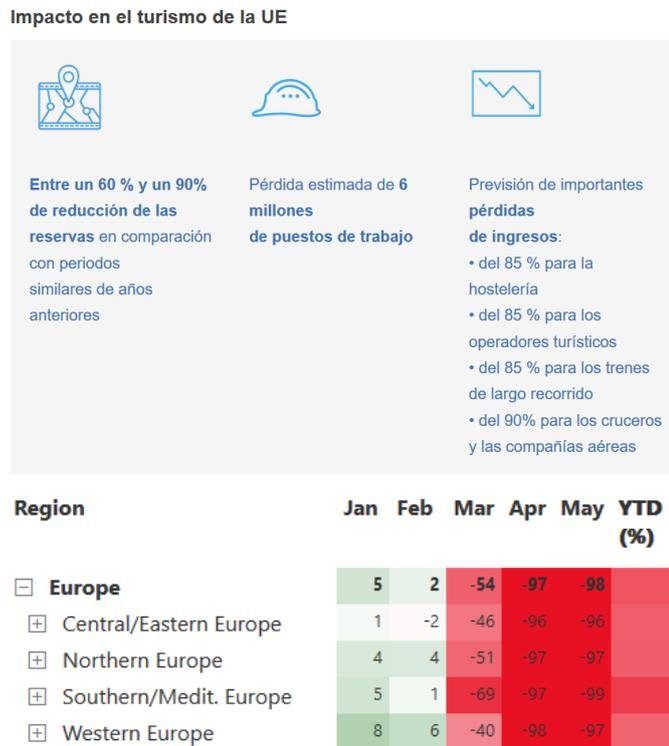 Impacto en el turismo de la UE
Entre un 60 % y un 90%
de reducción de las
reservas en comparación
con periodos
similares de años
anteriores
Pérdida estimada de 6
millones
de puestos de trabajo
Previsión de importantes
pérdidas
de ingresos:
• del 85 % para la
hostelería
• del 85 % para los
operadores turísticos
• del 85 % para los trenes
de largo recorrido
• del 90% para los cruceros
y las compañías aéreas
Region Jan Feb Mar Apr May YTD
(%)
Europe 5 2 -54 -97 -98
Central/Eastern Europe 1 -2 -46 -96 -96
Northern Europe 4 4 -51 -97 -97
Southern/Medit. Europe 5 1 -69 -97 -99
Western Europe 8 6 -40 -98 -97